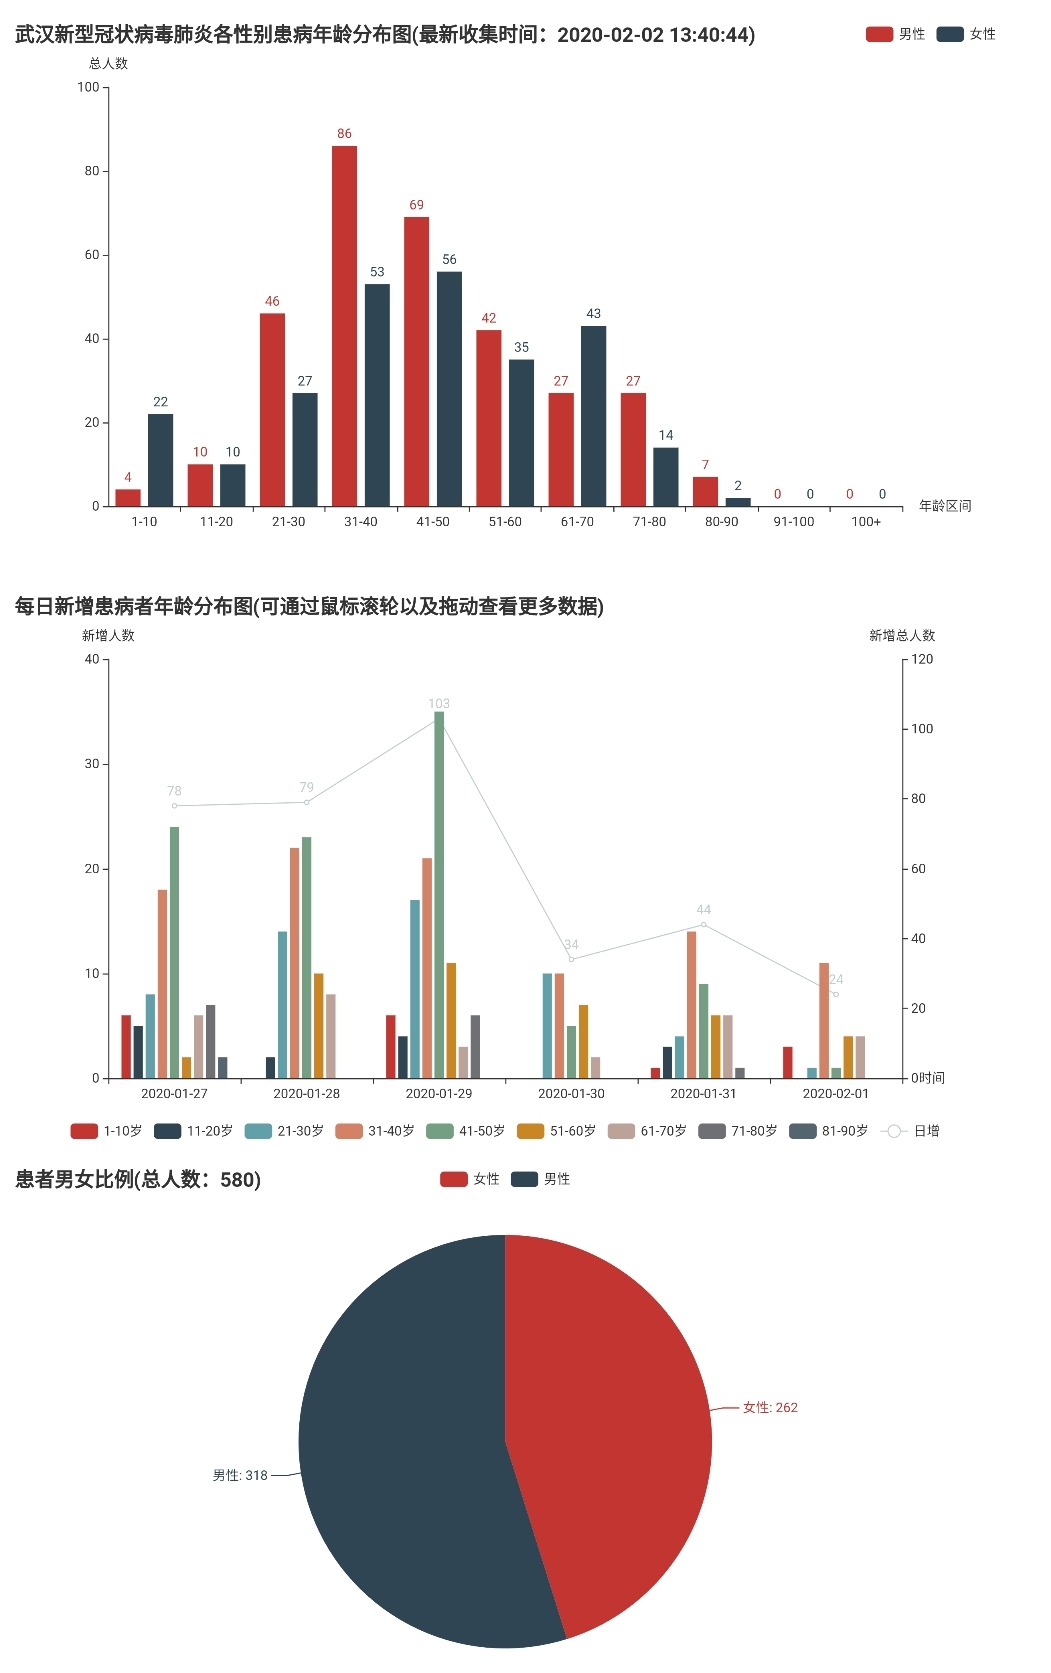 武汉新型冠状病毒肺炎各性别患病年龄分布图(最新收集时间：2020-02-02 13:40:44)
男性 女性
总人数
100
80
60
40
20
0
4 22 10 10 46 27 86 53 69 56 42 35 27 43 27 14 7 2 0 0 0 0
1-10 11-20 21-30 31-40 41-50 51-60 61-70 71-80 80-90 91-100 100+ 年龄区间
每日新增患病者年龄分布图(可通过鼠标滚轮以及拖动查看更多数据)
新增人数 新增总人数
40
30
20
10
0
120
100
80
60
40
20
0时间
78 79 103 34 44 24
2020-01-27 2020-01-28 2020-01-29 2020-01-30 2020-01-31 2020-02-01
1-10岁 11-20岁 21-30岁 31-40岁 41-50岁 51-60岁 61-70岁 71-80岁 81-90岁 日增
患者男女比例(总人数：580)
女性 男性
女性: 262
男性: 318